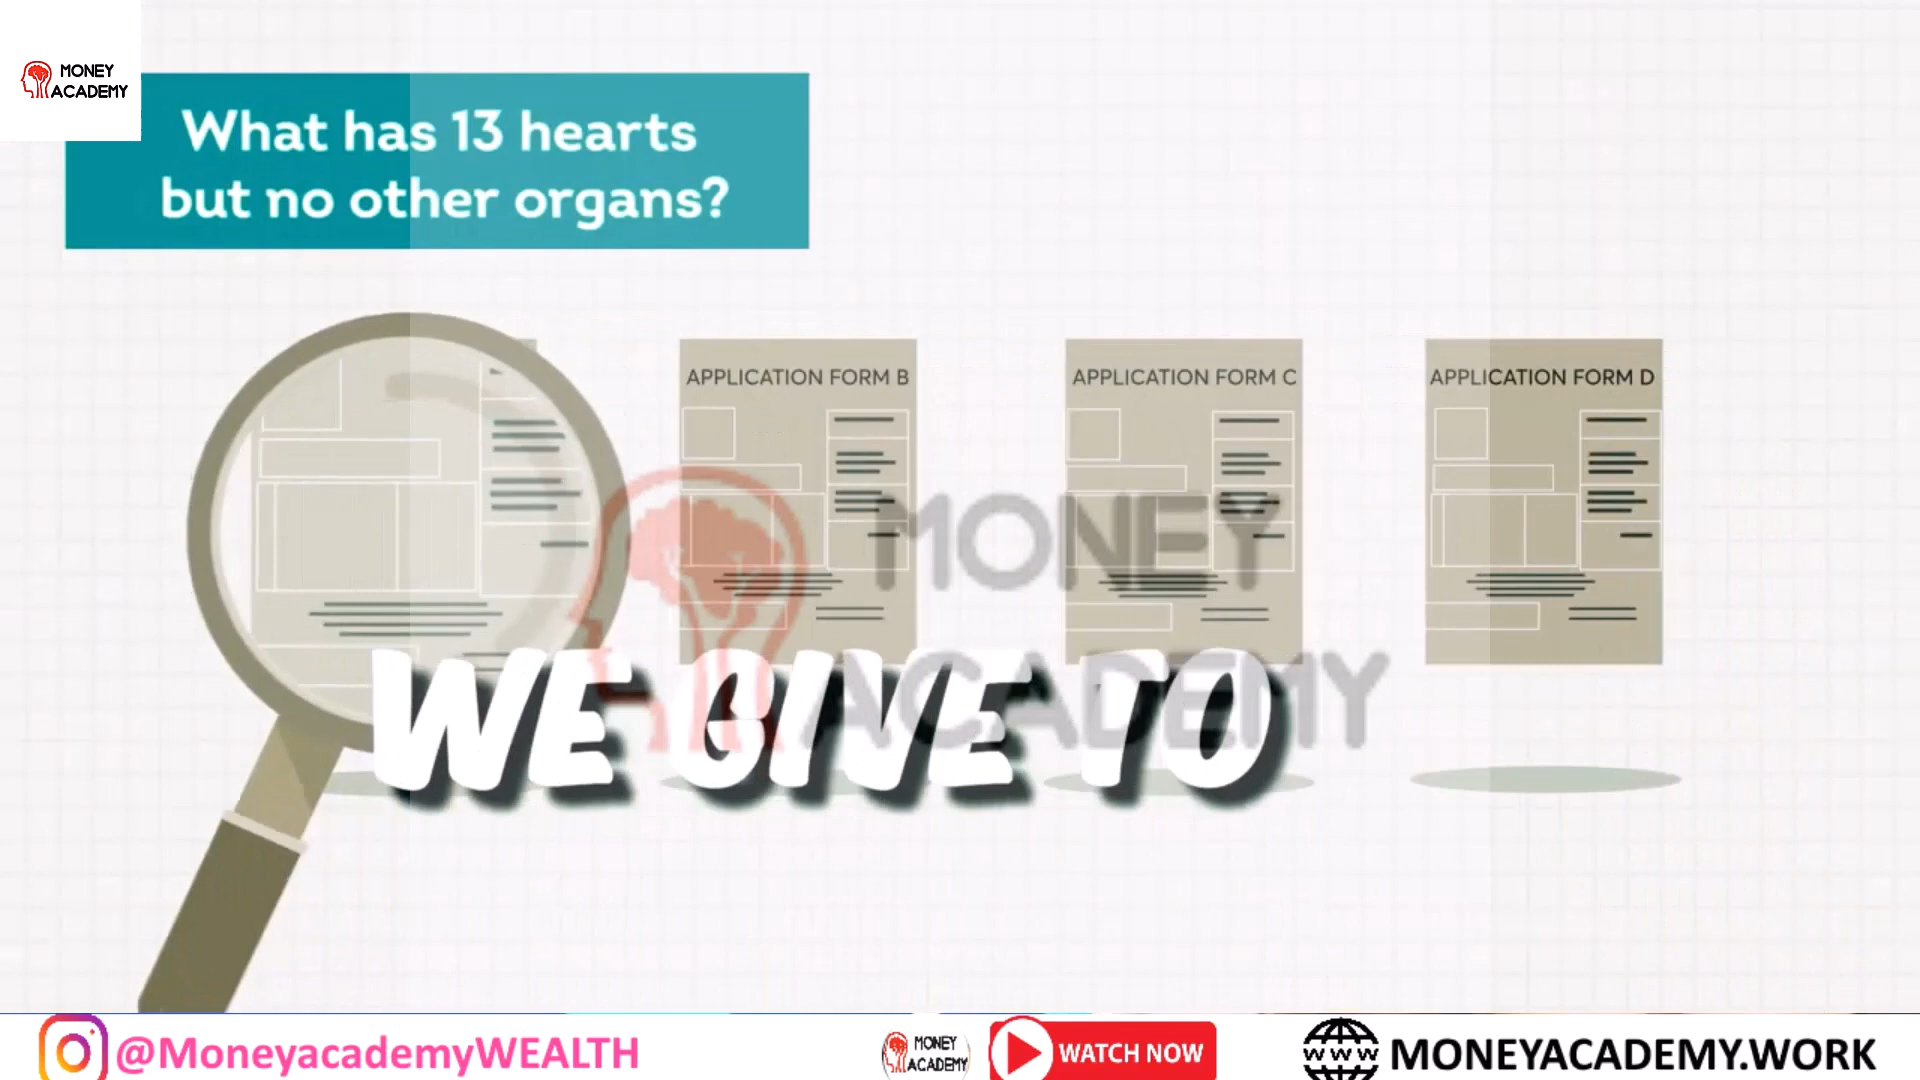 MONEY
ACADEMY
What has 13 hearts
but no other organs?
APPLICATION FORM B
APPLICATION FORM C
APPLICATION FORM D
MONEY
ACADEMY
WE GIVE TO
@MoneyacademyWEALTH
MONEY
ACADEMY
WATCH NOW
WWW
MONEYACADEMY.WORK